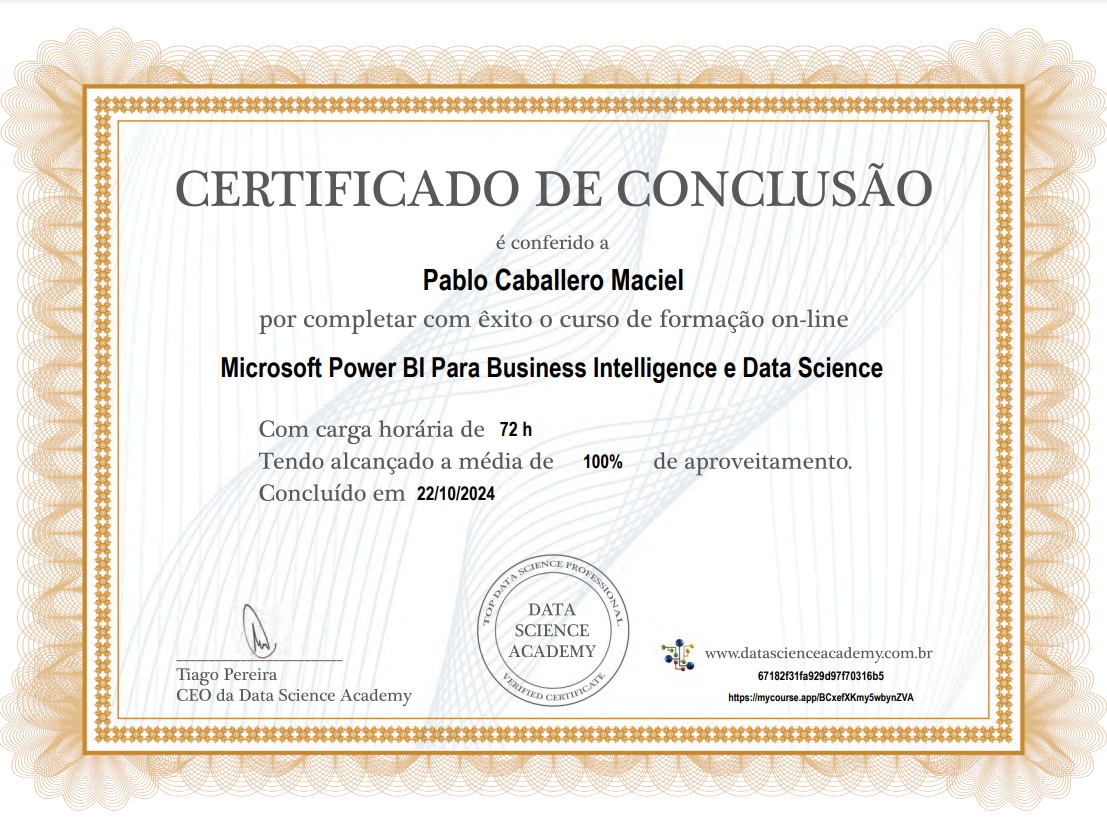 CERTIFICADO DE CONCLUSÃO
é conferido a
Pablo Caballero Maciel
por completar com êxito o curso de formação on-line
Microsoft Power BI Para Business Intelligence e Data Science
Com carga horária de 72 h
Tendo alcançado a média de 100% de aproveitamento.
Concluído em 22/10/2024
TOP DATA SCIENCE PROFESSIONAL
DATA
SCIENCE
ACADEMY
VERIFIED CERTIFICATE
Tiago Pereira
CEO da Data Science Academy
www.datascienceacademy.com.br
67182f31fa929d97f70316b5
https://mycourse.app/BCxefXKmy5wbynZVA